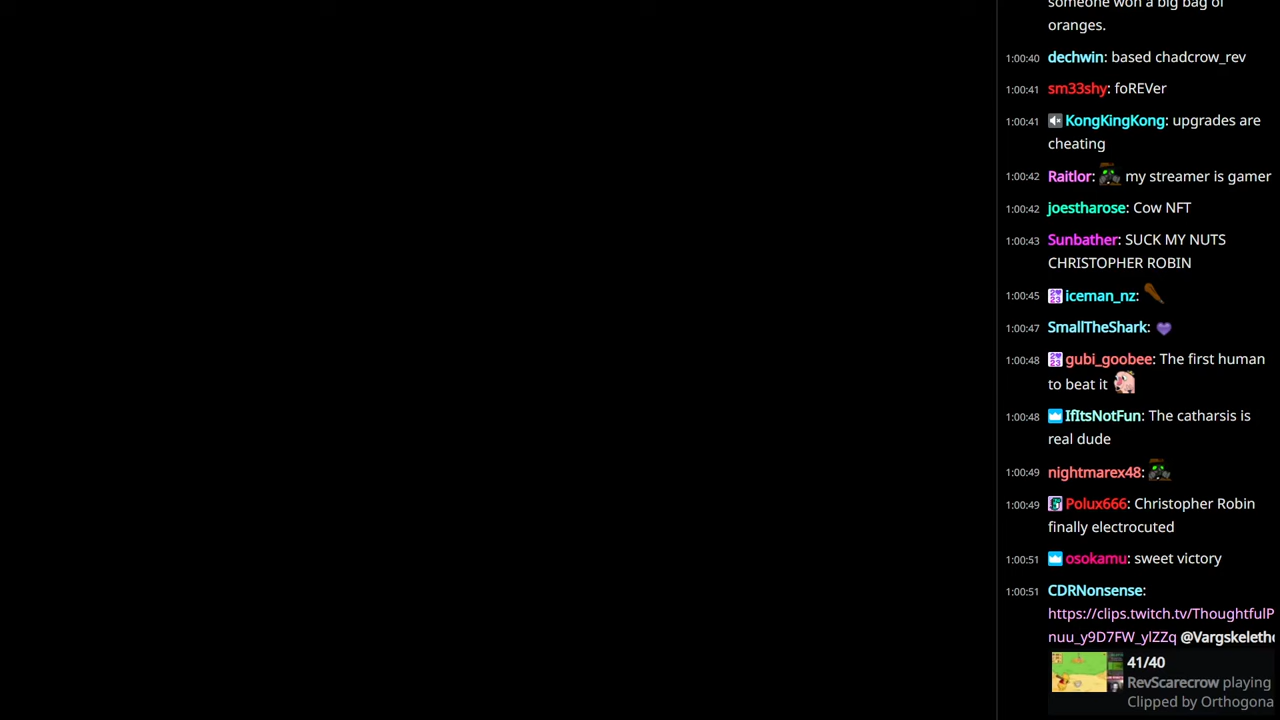 someone won a big bag of
oranges.
1:00:40 dechwin: based chadcrow_rev
1:00:41 sm33shy: foREVer
1:00:41 KongKingKong: upgrades are
cheating
1:00:42 Raitlor: my streamer is gamer
1:00:42 joestharose: Cow NFT
1:00:43 Sunbather: SUCK MY NUTS
CHRISTOPHER ROBIN
1:00:45 iceman_nz:
1:00:47 SmallTheShark:
1:00:48 gubi_goobee: The first human
to beat it
1:00:48 IfItsNotFun: The catharsis is
real dude
1:00:49 nightmarex48:
1:00:49 Polux666: Christopher Robin
finally electrocuted
1:00:51 osokamu: sweet victory
1:00:51 CDRNonsense:
https://clips.twitch.tv/ThoughtfulP
nuu_y9D7FW_ylZZq @Vargskeleth
41/40
RevScarecrow playing
Clipped by Orthogona